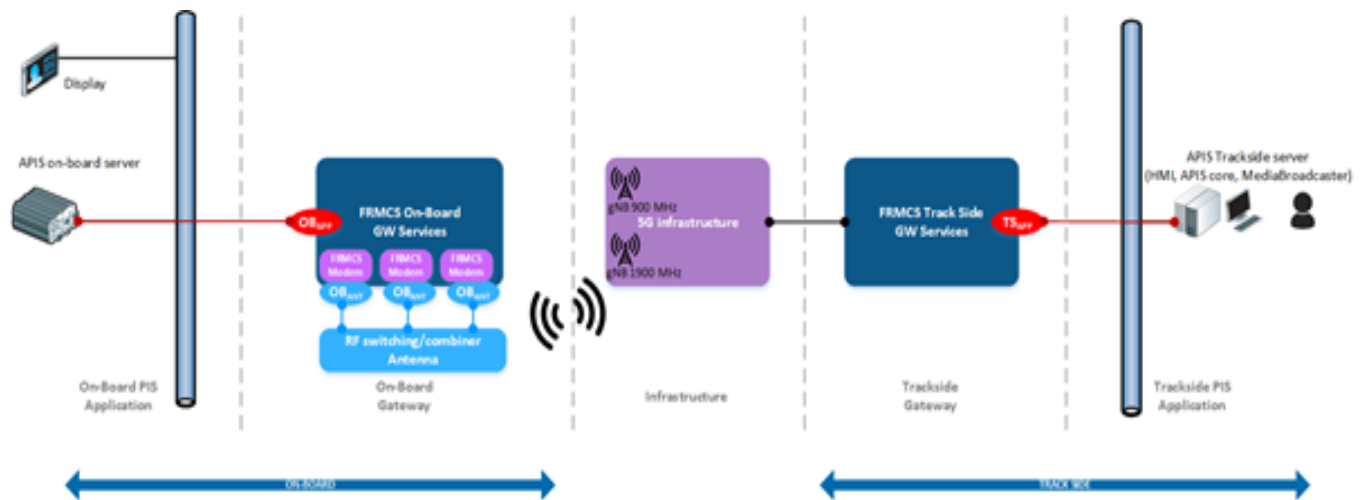 Display
APIS on-board server
OBAPP
FRMCS On-Board
GW Services
FRMCS
Modem
FRMCS
Modem
FRMCS
Modem
OBANT
OBANT
OBANT
RF switching/combiner
Antenna
gNB 900 MHz
5G infrastructure
gNB 1900 MHz
FRMCS Track Side
GW Services
TSAPP
APIS Trackside server
(HMI, APIS core, MediaBroadcaster)
On-Board PIS
Application
On-Board
Gateway
Infrastructure
Trackside
Gateway
Trackside PIS
Application
ON-BOARD
TRACK SIDE